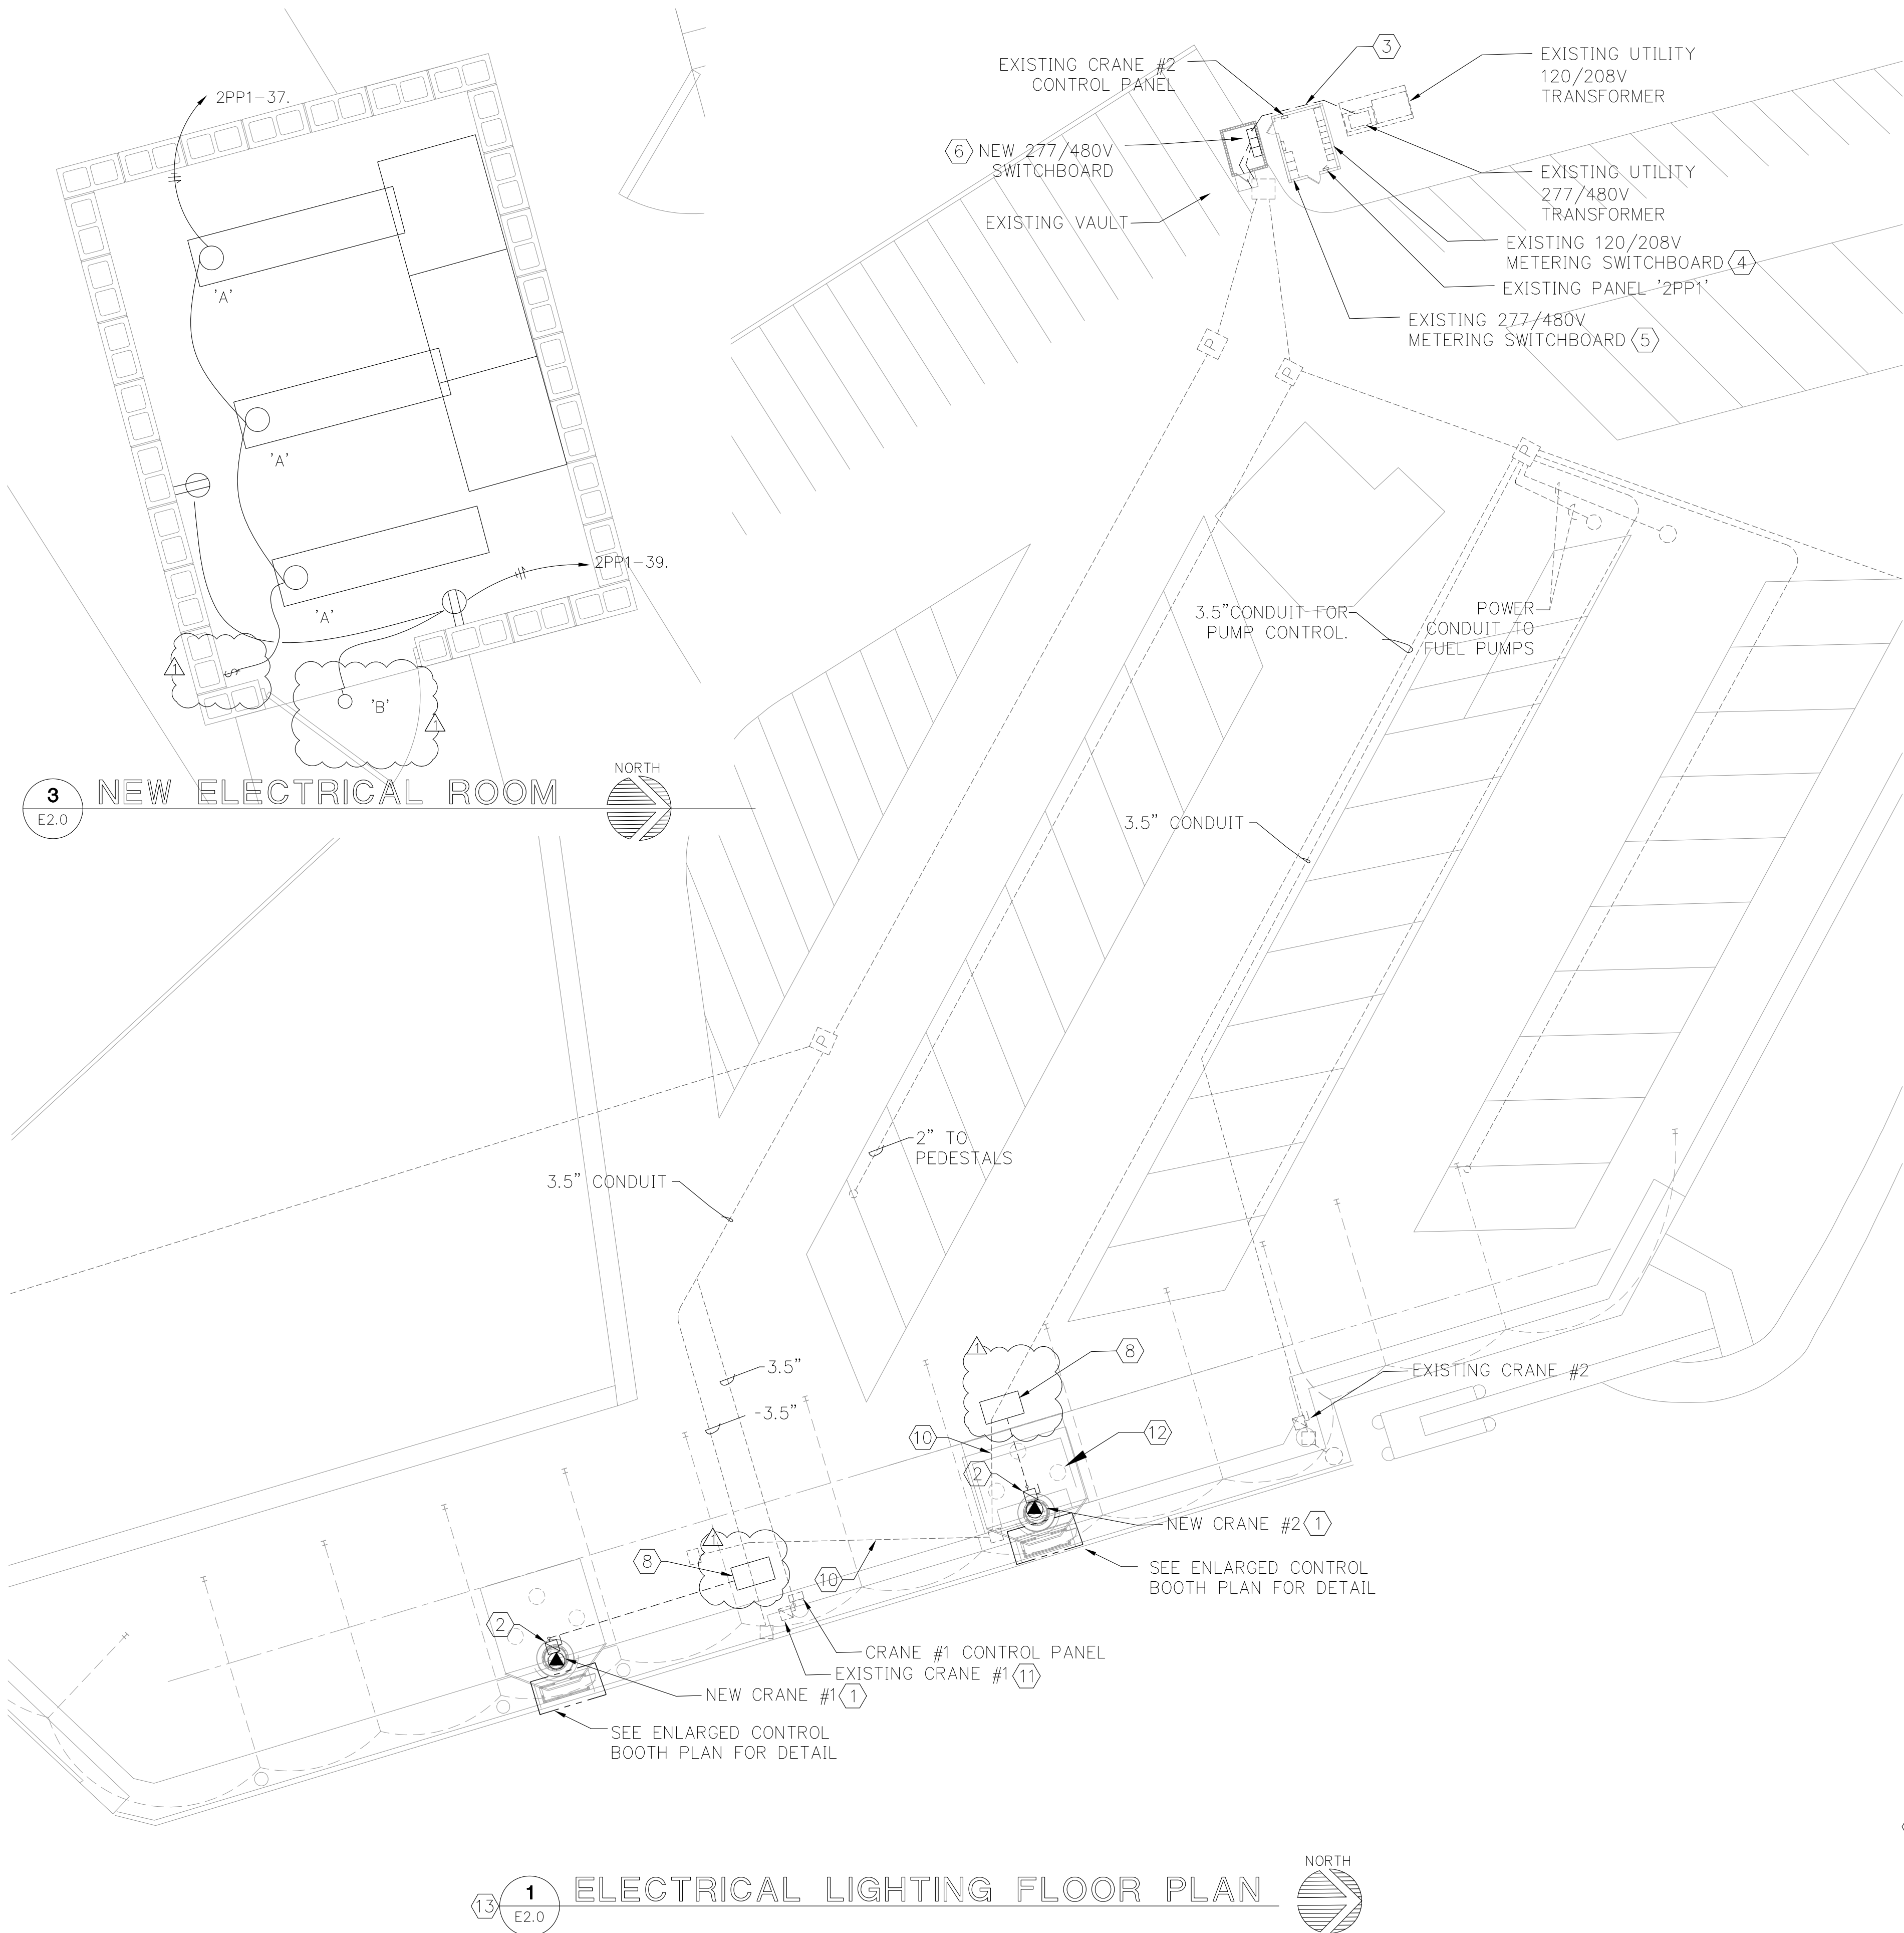 2PP1-37.
'A'
'A'
'A'
2PP1-39.
1
'B'
1
3
E2.0
NEW ELECTRICAL ROOM
NORTH
EXISTING CRANE #2
CONTROL PANEL
3
EXISTING UTILITY
120/208V
TRANSFORMER
6 NEW 277/480V
SWITCHBOARD
EXISTING UTILITY
277/480V
TRANSFORMER
EXISTING VAULT
EXISTING 120/208V
METERING SWITCHBOARD 4
EXISTING PANEL '2PP1'
EXISTING 277/480V
METERING SWITCHBOARD 5
P
P
P
3.5"CONDUIT FOR
PUMP CONTROL.
POWER
CONDUIT TO
FUEL PUMPS
3.5" CONDUIT
P
2" TO
PEDESTALS
3.5" CONDUIT
1
8
3.5"
EXISTING CRANE #2
-3.5"
10
12
2
NEW CRANE #2 1
1
8
10
SEE ENLARGED CONTROL
BOOTH PLAN FOR DETAIL
2
CRANE #1 CONTROL PANEL
EXISTING CRANE #1 11
NEW CRANE #1 1
SEE ENLARGED CONTROL
BOOTH PLAN FOR DETAIL
13
1
E2.0
ELECTRICAL LIGHTING FLOOR PLAN
NORTH